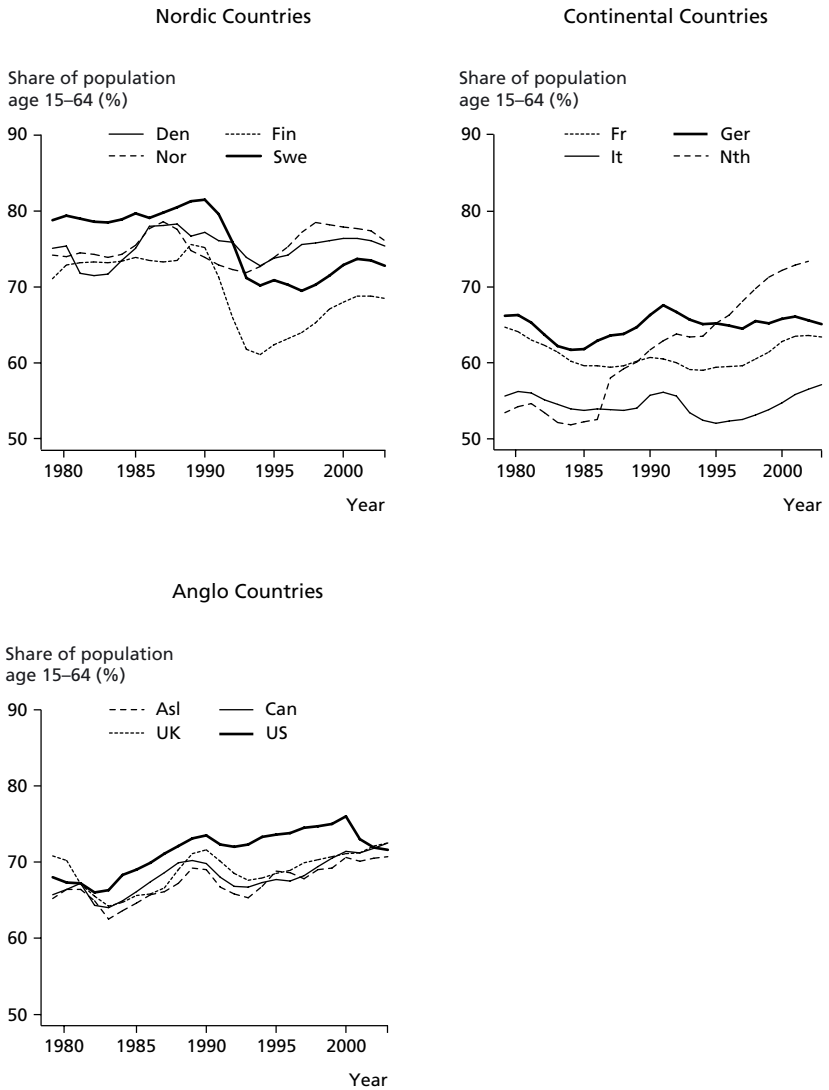 Nordic Countries
Share of population
age 15–64 (%)
90
Den
Fin
Nor
Swe
80
70
60
50
1980 1985 1990 1995 2000
Year
Continental Countries
Share of population
age 15–64 (%)
90
Fr
Ger
It
Nth
80
70
60
50
1980 1985 1990 1995 2000
Year
Anglo Countries
Share of population
age 15–64 (%)
90
Asl
Can
UK
US
80
70
60
50
1980 1985 1990 1995 2000
Year